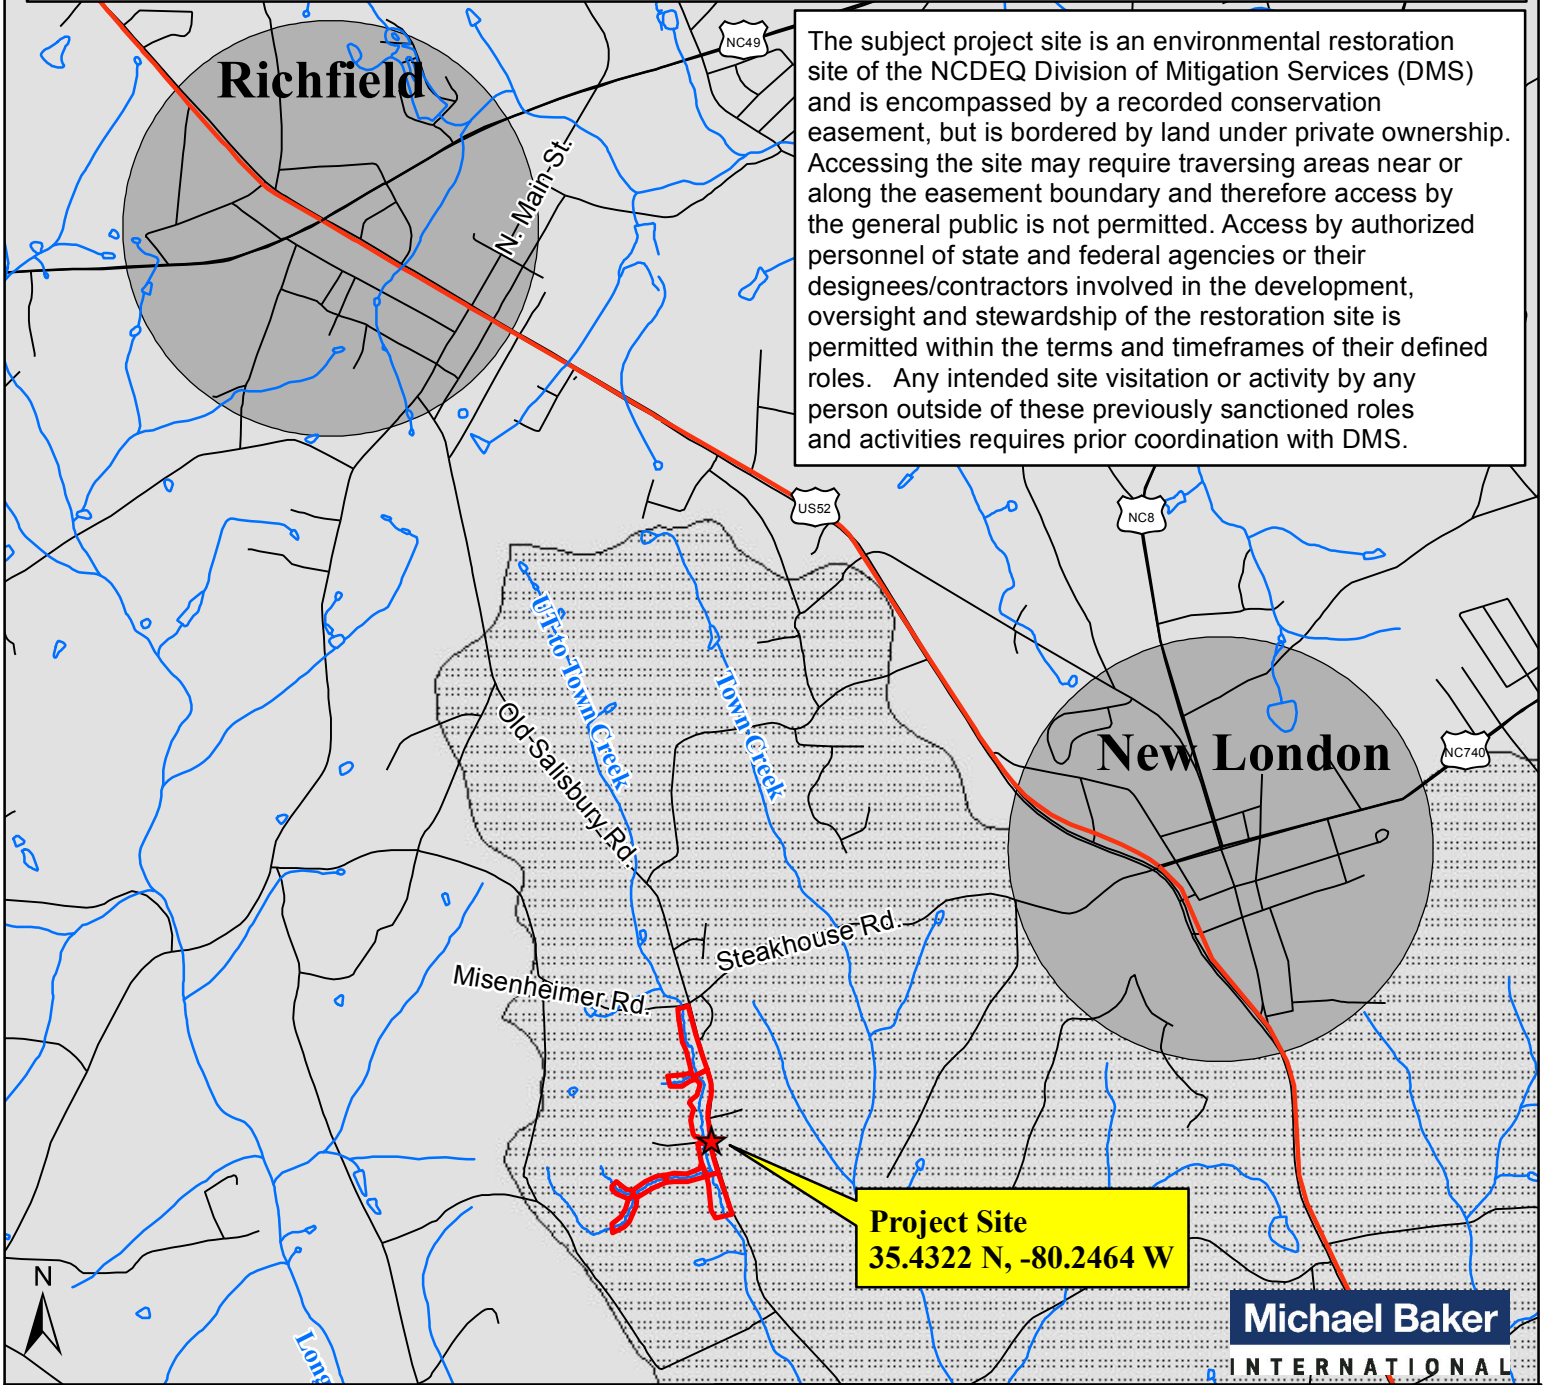 Richfield
NC49
The subject project site is an environmental restoration
site of the NCDEQ Division of Mitigation Services (DMS)
and is encompassed by a recorded conservation
easement, but is bordered by land under private ownership.
Accessing the site may require traversing areas near or
along the easement boundary and therefore access by
the general public is not permitted. Access by authorized
personnel of state and federal agencies or their
designees/contractors involved in the development,
oversight and stewardship of the restoration site is
permitted within the terms and timeframes of their defined
roles.   Any intended site visitation or activity by any
person outside of these previously sanctioned roles
and activities requires prior coordination with DMS.
N. Main St.
US52
NC8
UT to Town Creek
Town Creek
Old Salisbury Rd.
New London
NC740
Steakhouse Rd.
Misenheimer Rd.
Project Site
35.4322 N, -80.2464 W
N
Long
Michael Baker
INTERNATIONAL